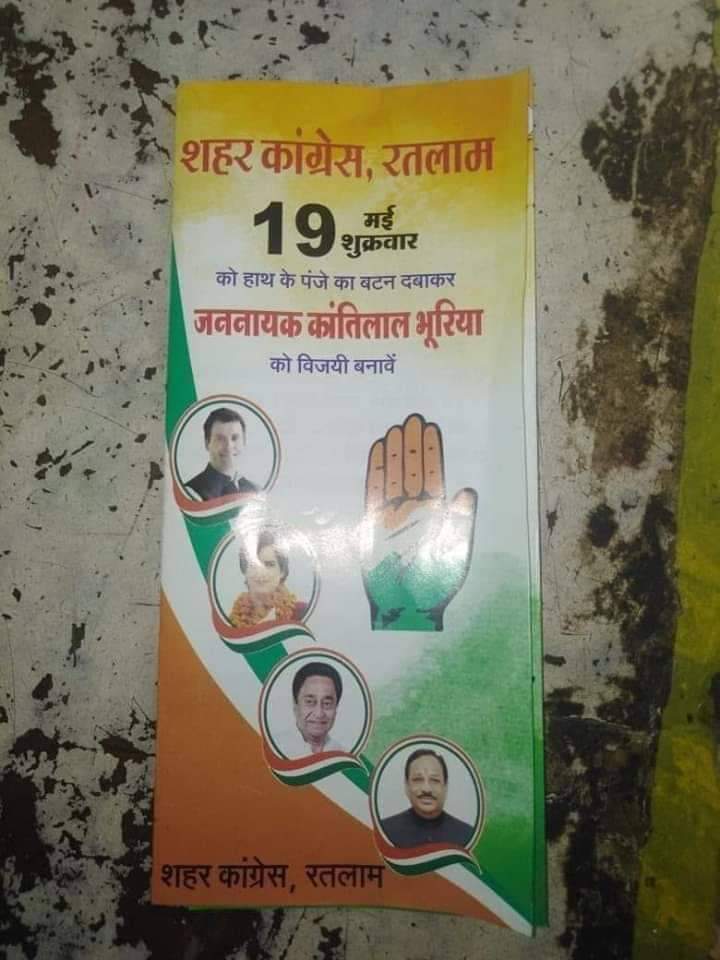 शहर कांग्रेस, रतलाम
19 मई शुक्रवार
को हाथ के पंजे का बटन दबाकर
जननायक कांतिलाल भूरिया
को विजयी बनावें
शहर कांग्रेस, रतलाम